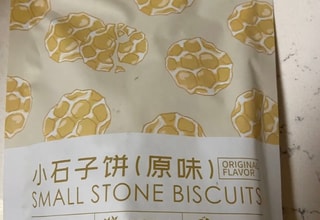 小石子饼(原味)
ORIGINAL
FLAVOR
SMALL STONE BISCUITS